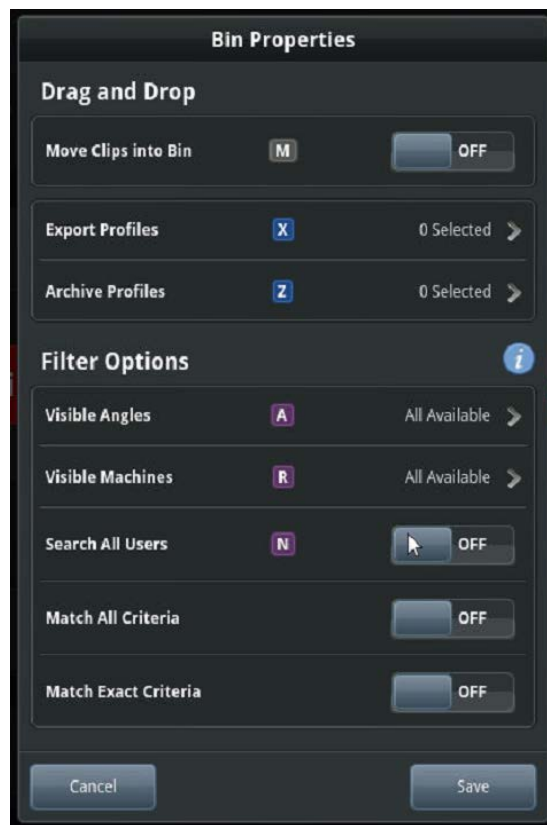 Bin Properties
Drag and Drop
Move Clips into Bin M OFF
Export Profiles X 0 Selected
Archive Profiles Z 0 Selected
Filter Options i
Visible Angles A All Available
Visible Machines R All Available
Search All Users N OFF
Match All Criteria OFF
Match Exact Criteria OFF
Cancel Save